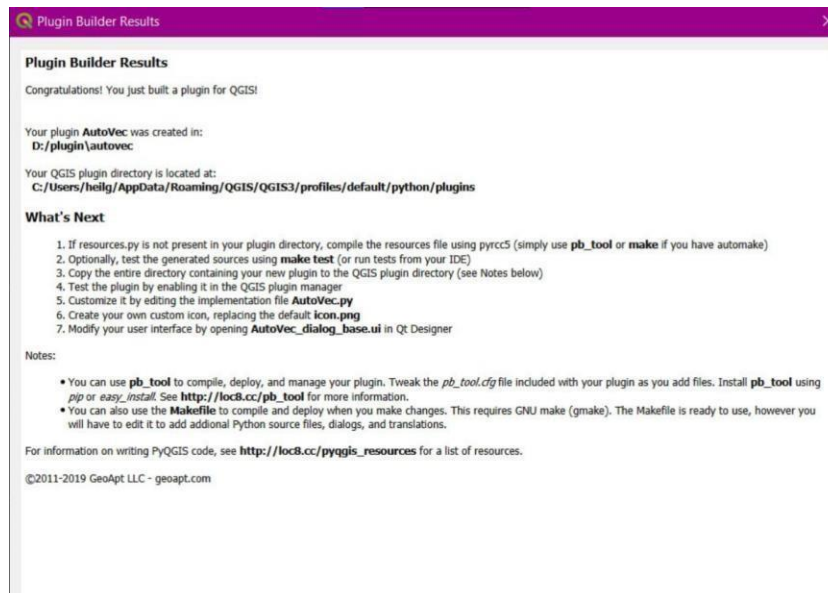 Plugin Builder Results
Plugin Builder Results
Congratulations! You just built a plugin for QGIS!
Your plugin AutoVec was created in:
D:/plugin\autovec
Your QGIS plugin directory is located at:
C:/Users/heilg/AppData/Roaming/QGIS/QGIS3/profiles/default/python/plugins
What's Next
1. If resources.py is not present in your plugin directory, compile the resources file using pyrcc5 (simply use pb_tool or make if you have automake)
2. Optionally, test the generated sources using make test (or run tests from your IDE)
3. Copy the entire directory containing your new plugin to the QGIS plugin directory (see Notes below)
4. Test the plugin by enabling it in the QGIS plugin manager
5. Customize it by editing the implementation file AutoVec.py
6. Create your own custom icon, replacing the default icon.png
7. Modify your user interface by opening AutoVec_dialog_base.ui in Qt Designer
Notes:
• You can use pb_tool to compile, deploy, and manage your plugin. Tweak the pb_tool.cfg file included with your plugin as you add files. Install pb_tool using
pip or easy_install. See http://loc8.cc/pb_tool for more information.
• You can also use the Makefile to compile and deploy when you make changes. This requires GNU make (gmake). The Makefile is ready to use, however you
will have to edit it to add addional Python source files, dialogs, and translations.
For information on writing PyQGIS code, see http://loc8.cc/pyqgis_resources for a list of resources.
©2011-2019 GeoApt LLC - geoapt.com